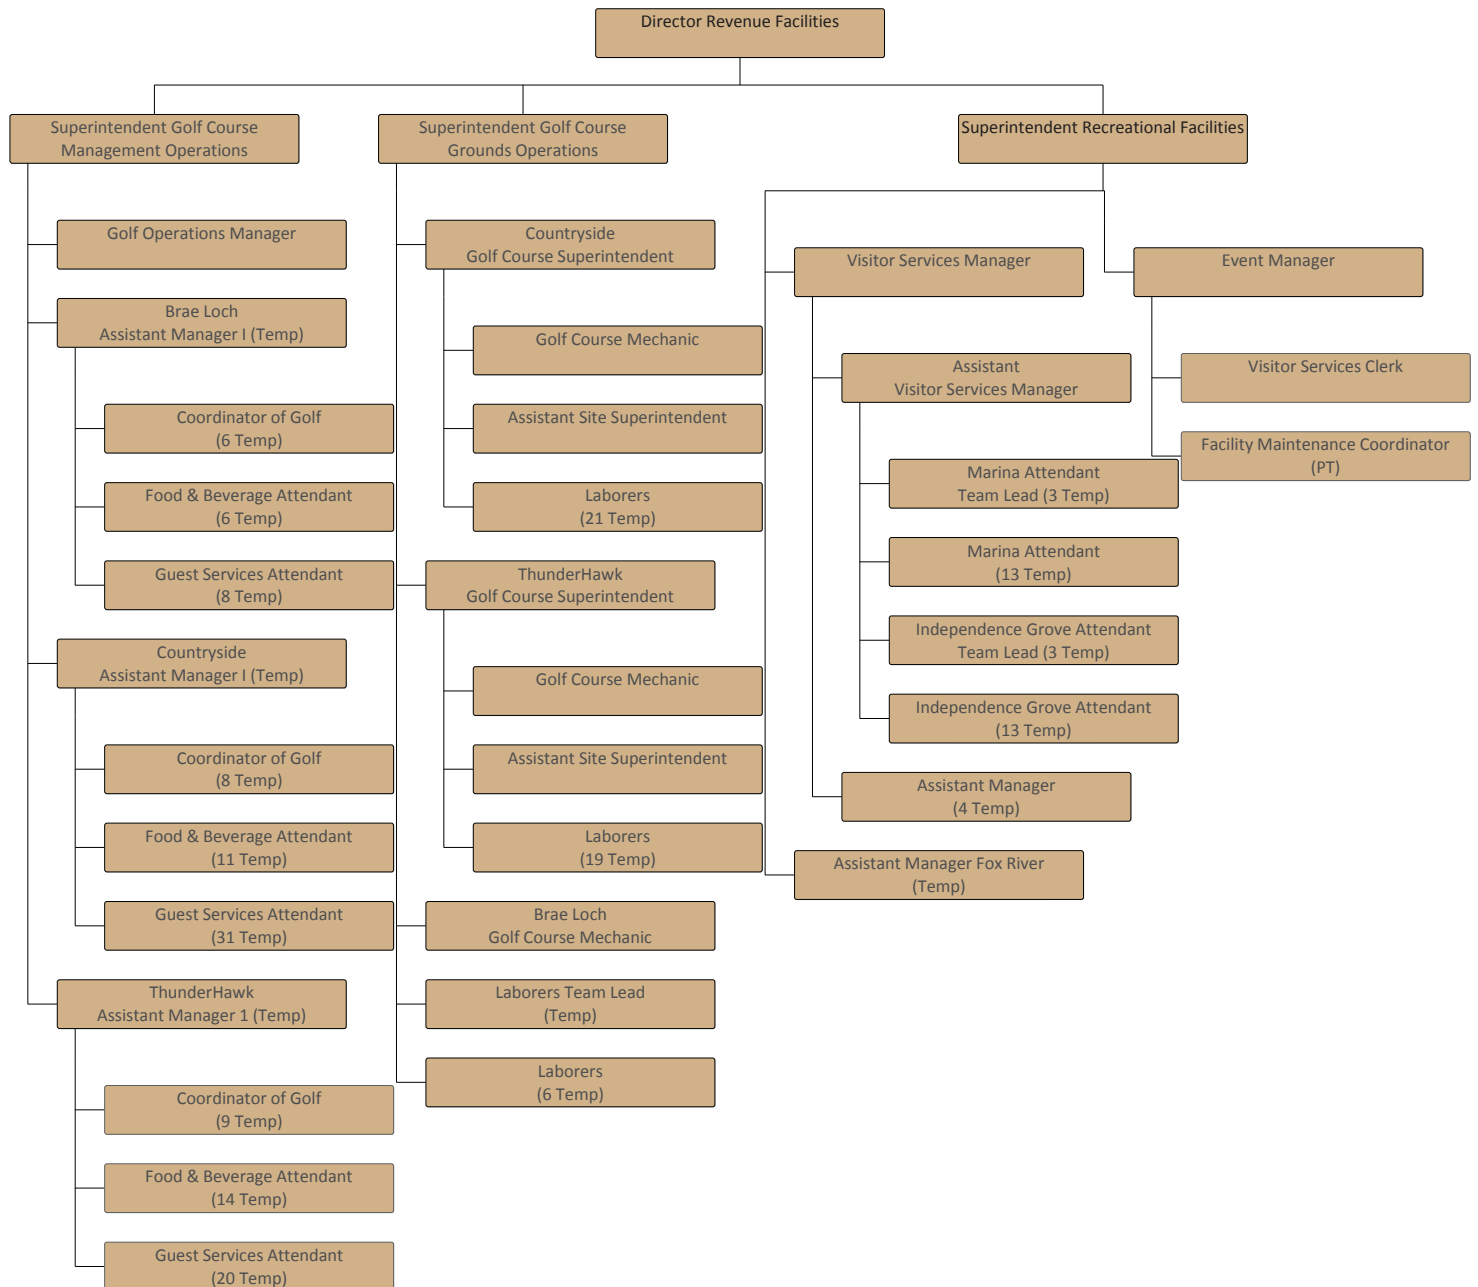 Director Revenue Facilities
Superintendent Golf Course
Management Operations
Golf Operations Manager
Brae Loch
Assistant Manager I (Temp)
Coordinator of Golf
(6 Temp)
Food & Beverage Attendant
(6 Temp)
Guest Services Attendant
(8 Temp)
Countryside
Assistant Manager I (Temp)
Coordinator of Golf
(8 Temp)
Food & Beverage Attendant
(11 Temp)
Guest Services Attendant
(31 Temp)
ThunderHawk
Assistant Manager 1 (Temp)
Coordinator of Golf
(9 Temp)
Food & Beverage Attendant
(14 Temp)
Guest Services Attendant
(20 Temp)
Superintendent Golf Course
Grounds Operations
Countryside
Golf Course Superintendent
Golf Course Mechanic
Assistant Site Superintendent
Laborers
(21 Temp)
ThunderHawk
Golf Course Superintendent
Golf Course Mechanic
Assistant Site Superintendent
Laborers
(19 Temp)
Brae Loch
Golf Course Mechanic
Laborers Team Lead
(Temp)
Laborers
(6 Temp)
Superintendent Recreational Facilities
Visitor Services Manager
Assistant
Visitor Services Manager
Marina Attendant
Team Lead (3 Temp)
Marina Attendant
(13 Temp)
Independence Grove Attendant
Team Lead (3 Temp)
Independence Grove Attendant
(13 Temp)
Assistant Manager
(4 Temp)
Assistant Manager Fox River
(Temp)
Event Manager
Visitor Services Clerk
Facility Maintenance Coordinator
(PT)